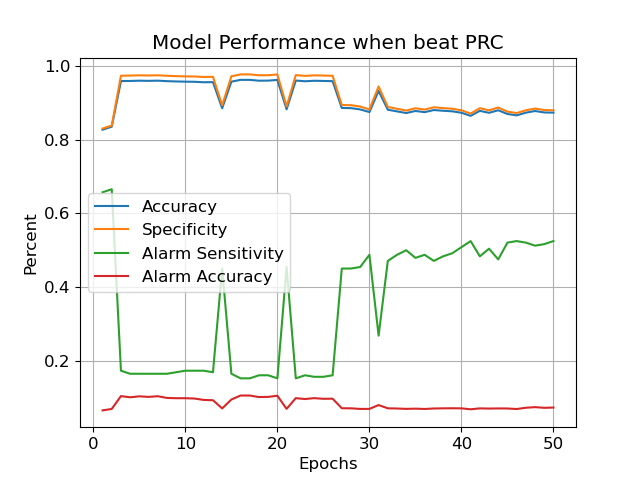 Model Performance when beat PRC
1.0
0.8
0.6
0.4
0.2
Percent
Accuracy
Specificity
Alarm Sensitivity
Alarm Accuracy
0 10 20 30 40 50
Epochs